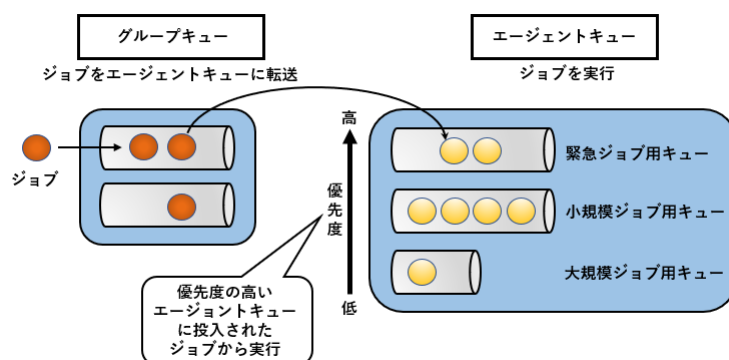 グループキュー
ジョブをエージェントキューに転送
ジョブ
エージェントキュー
ジョブを実行
高
優先度
低
緊急ジョブ用キュー
小規模ジョブ用キュー
大規模ジョブ用キュー
優先度の高い
エージョントキュー
に投入された
ジョブから実行